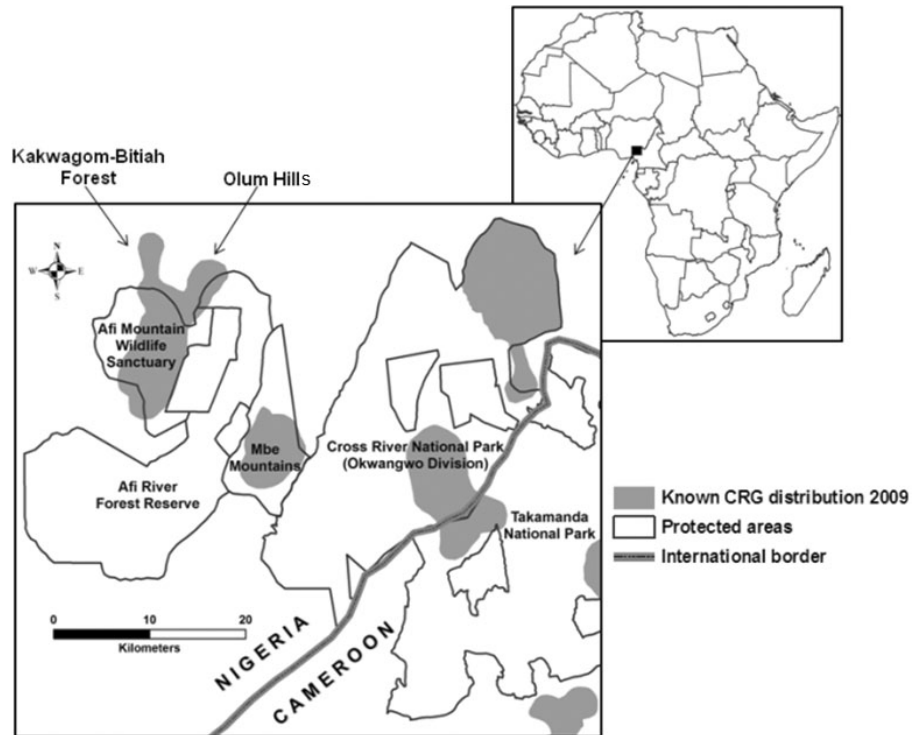 Kakwagom-Bitiah
Forest
Olum Hills
N
W
E
S
Afi Mountain
Wildlife
Sanctuary
Mbe
Mountains
Cross River National Park
(Okwangwo Division)
Afi River
Forest Reserve
Takamanda
National Park
Known CRG distribution 2009
Protected areas
International border
0
10
20
Kilometers
NIGERIA
CAMEROON